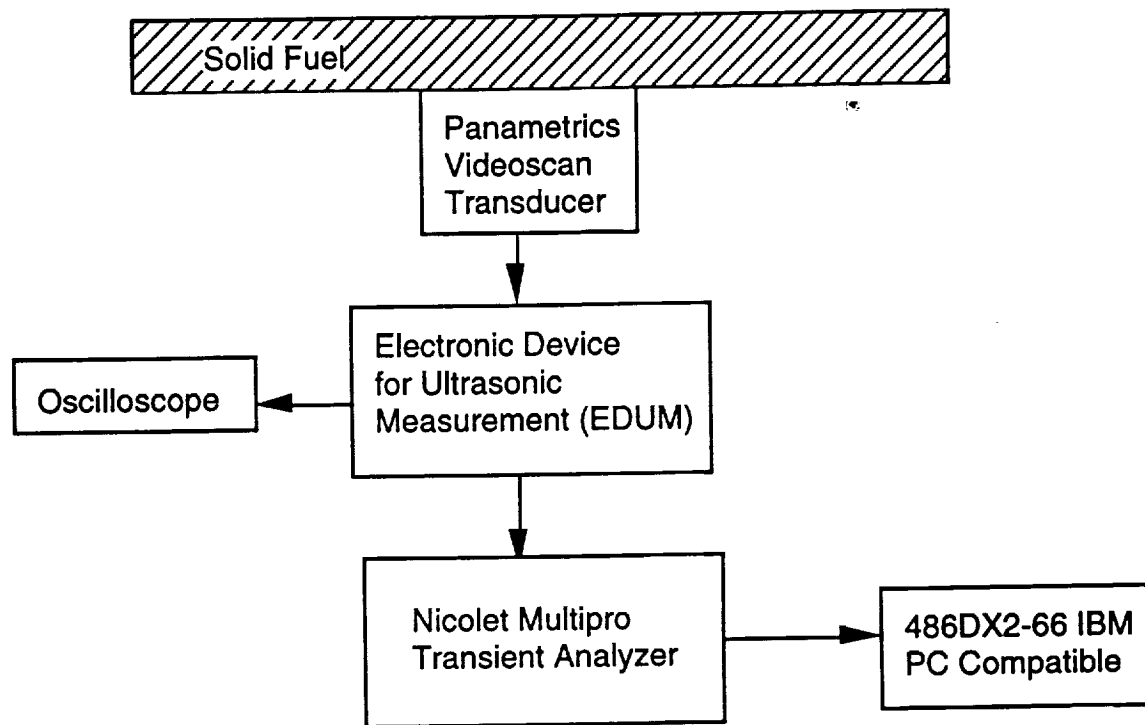 Solid Fuel
Panametrics
Videoscan
Transducer
Electronic Device
for Ultrasonic
Measurement (EDUM)
Oscilloscope
Nicolet Multipro
Transient Analyzer
486DX2-66 IBM
PC Compatible